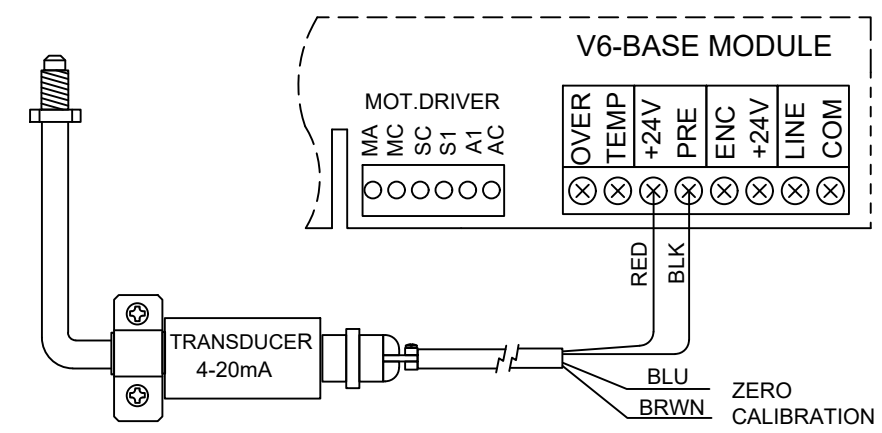 V6-BASE MODULE
MOT.DRIVER
MA
MC
SC
S1
A1
AC
OVER
TEMP
+24V
PRE
ENC
+24V
LINE
COM
RED
BLK
TRANSDUCER
4-20mA
BLU
BRWN
ZERO
CALIBRATION